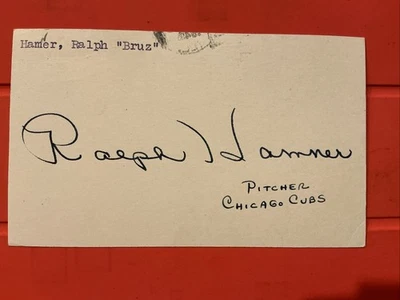 Hamer, Ralph "Bruz"
Ralph Hamner
PITCHER
CHICAGO CUBS